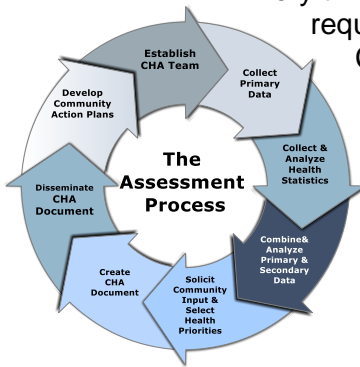 requ
Establish
CHA Team
Collect
Primary
Data
Collect &
Analyze
Health
Statistics
Combine&
Analyze
Primary &
Secondary
Data
Solicit
Community
Input &
Select
Health
Priorities
Create
CHA
Document
Disseminate
CHA
Document
Develop
Community
Action Plans
The
Assessment
Process